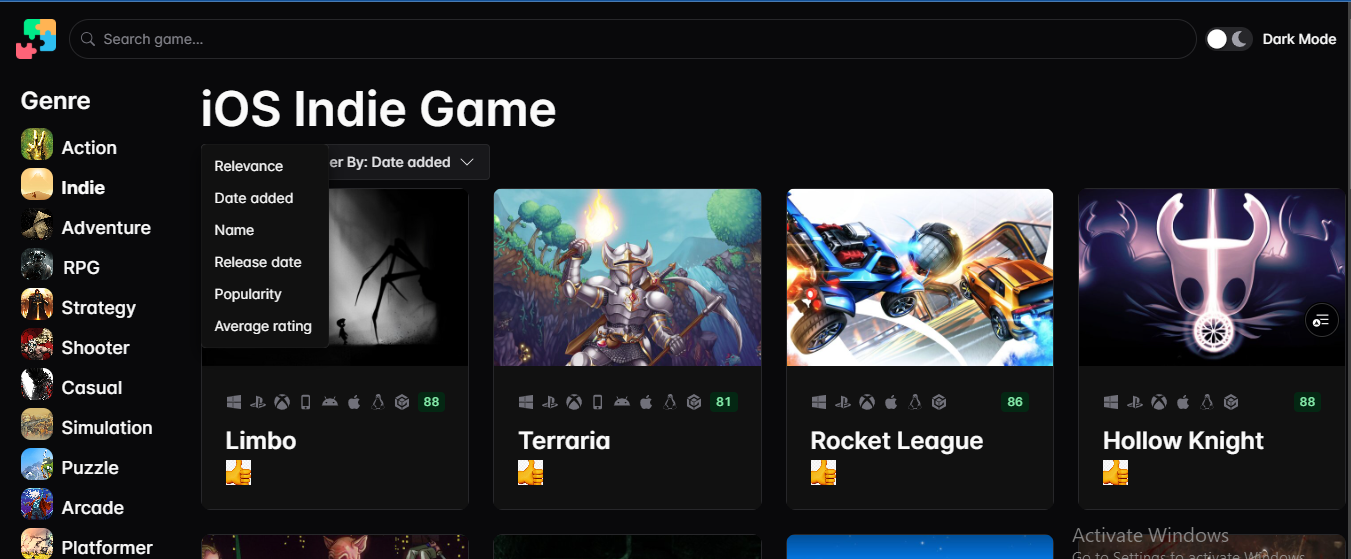 Search game...
Dark Mode
Genre
Action
Indie
Adventure
RPG
Strategy
Shooter
Casual
Simulation
Puzzle
Arcade
Platformer
iOS Indie Game
er By: Date added
Relevance
Date added
Name
Release date
Popularity
Average rating
88
Limbo
81
Terraria
86
Rocket League
88
Hollow Knight
Activate Windows
Go to Settings to activate Windows.